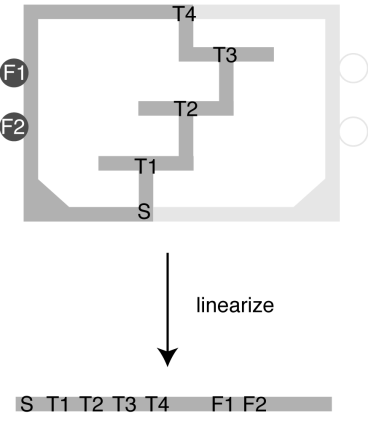 T4
T3
F1
T2
F2
T1
S
linearize
S T1 T2 T3 T4 F1 F2